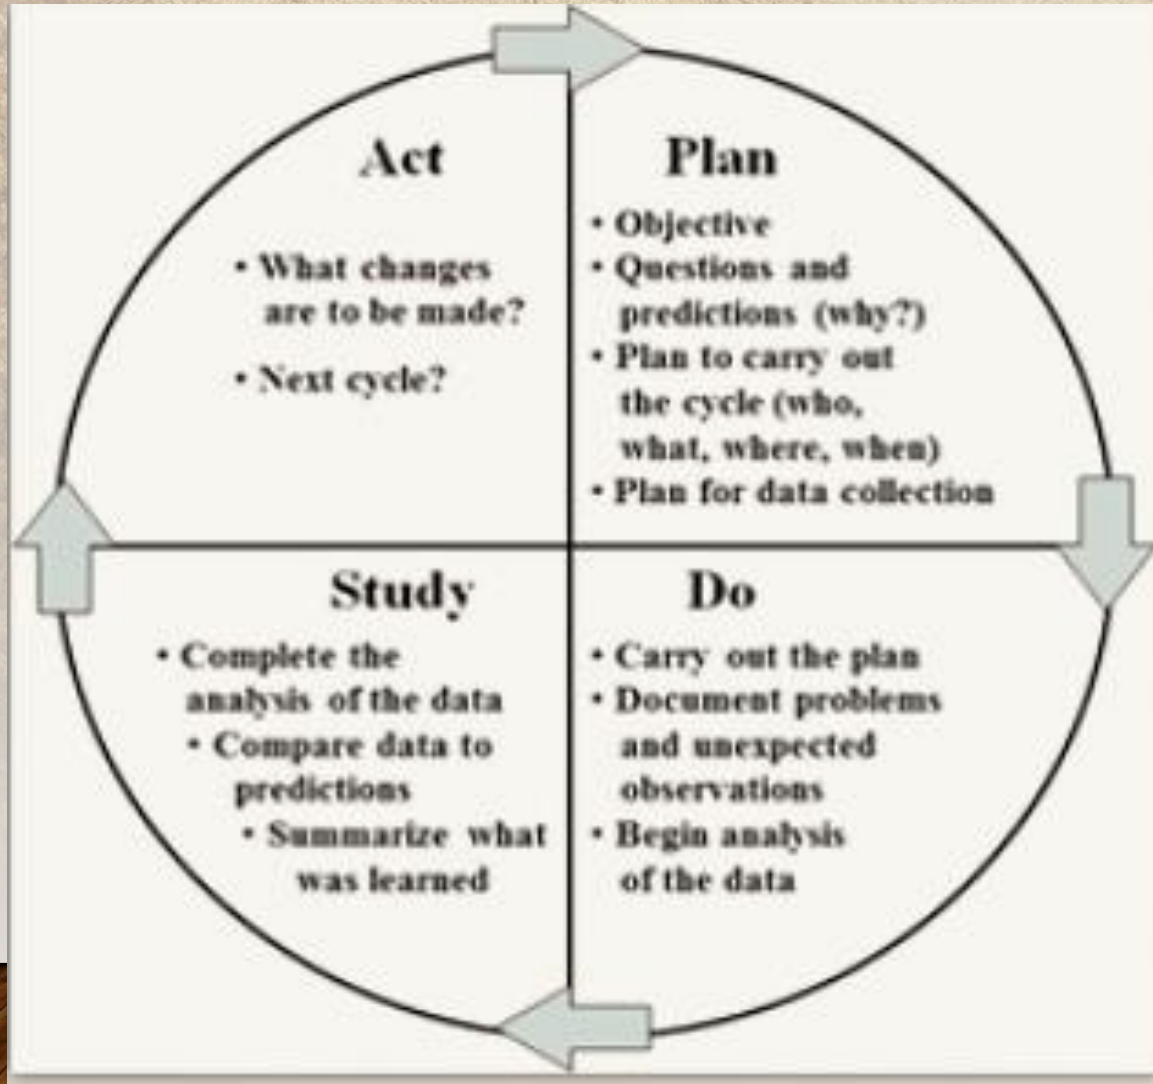 Act
• What changes
are to be made?
• Next cycle?
Plan
• Objective
• Questions and
predictions (why?)
• Plan to carry out
the cycle (who,
what, where, when)
• Plan for data collection
Do
• Carry out the plan
• Document problems
and unexpected
observations
• Begin analysis
of the data
Study
• Complete the
analysis of the data
• Compare data to
predictions
• Summarize what
was learned